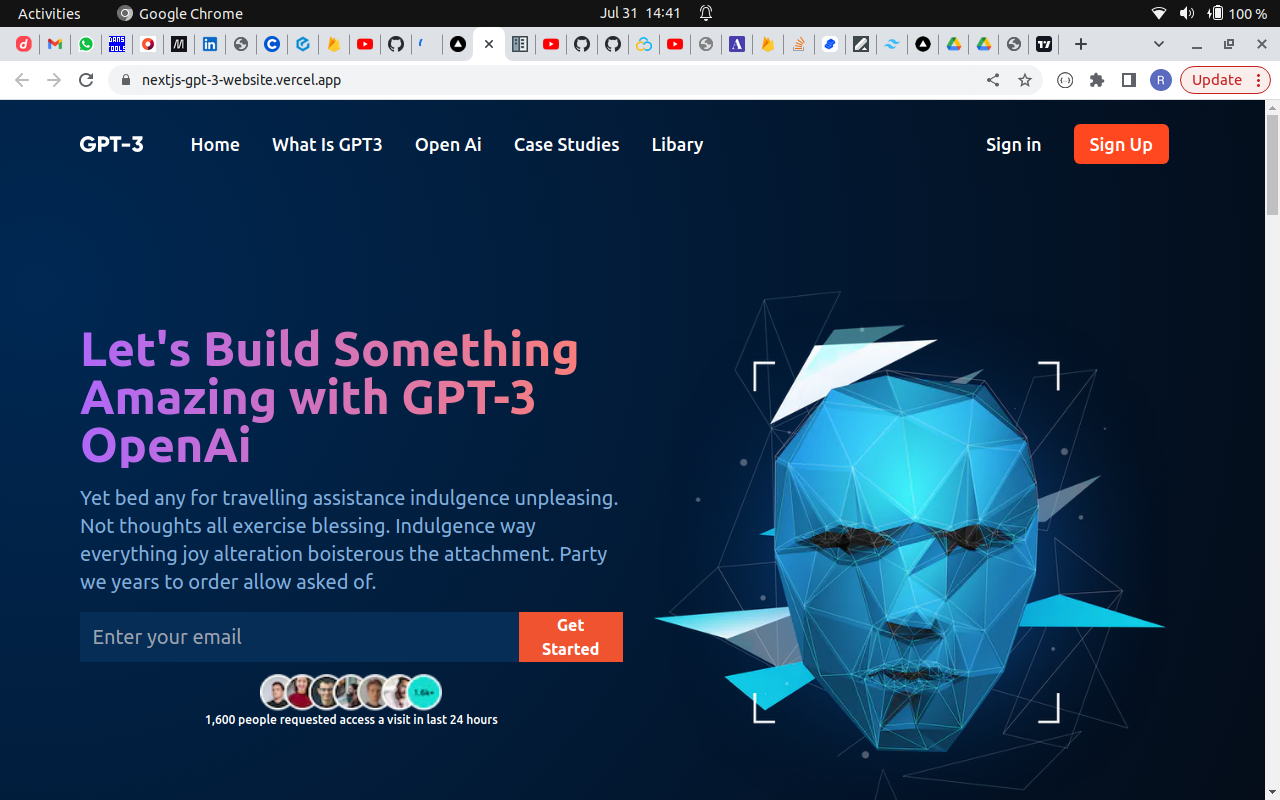 Activities
Google Chrome
Jul 31 14:41
100 %
nextjs-gpt-3-website.vercel.app
R
Update
GPT-3
Home
What Is GPT3
Open Ai
Case Studies
Libary
Sign in
Sign Up
Let's Build Something
Amazing with GPT-3
OpenAi
Yet bed any for travelling assistance indulgence unpleasing.
Not thoughts all exercise blessing. Indulgence way
everything joy alteration boisterous the attachment. Party
we years to order allow asked of.
Enter your email
Get
Started
1.6k+
1,600 people requested access a visit in last 24 hours